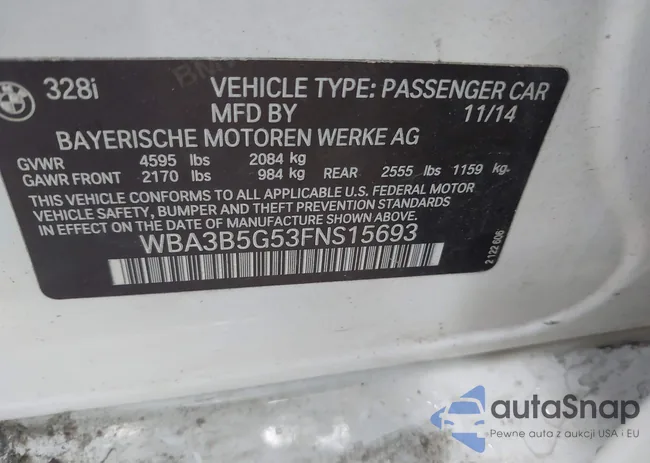 328i VEHICLE TYPE: PASSENGER CAR
MFD BY 11/14
BAYERISCHE MOTOREN WERKE AG
GVWR 4595 lbs 2084 kg
GAWR FRONT 2170 lbs 984 kg REAR 2555 lbs 1159 kg
THIS VEHICLE CONFORMS TO ALL APPLICABLE U.S. FEDERAL MOTOR
VEHICLE SAFETY, BUMPER AND THEFT PREVENTION STANDARDS
IN EFFECT ON THE DATE OF MANUFACTURE SHOWN ABOVE.
WBA3B5G53FNS15693
2 122 606
autoSnap
Pewne auta z aukcji USA i EU